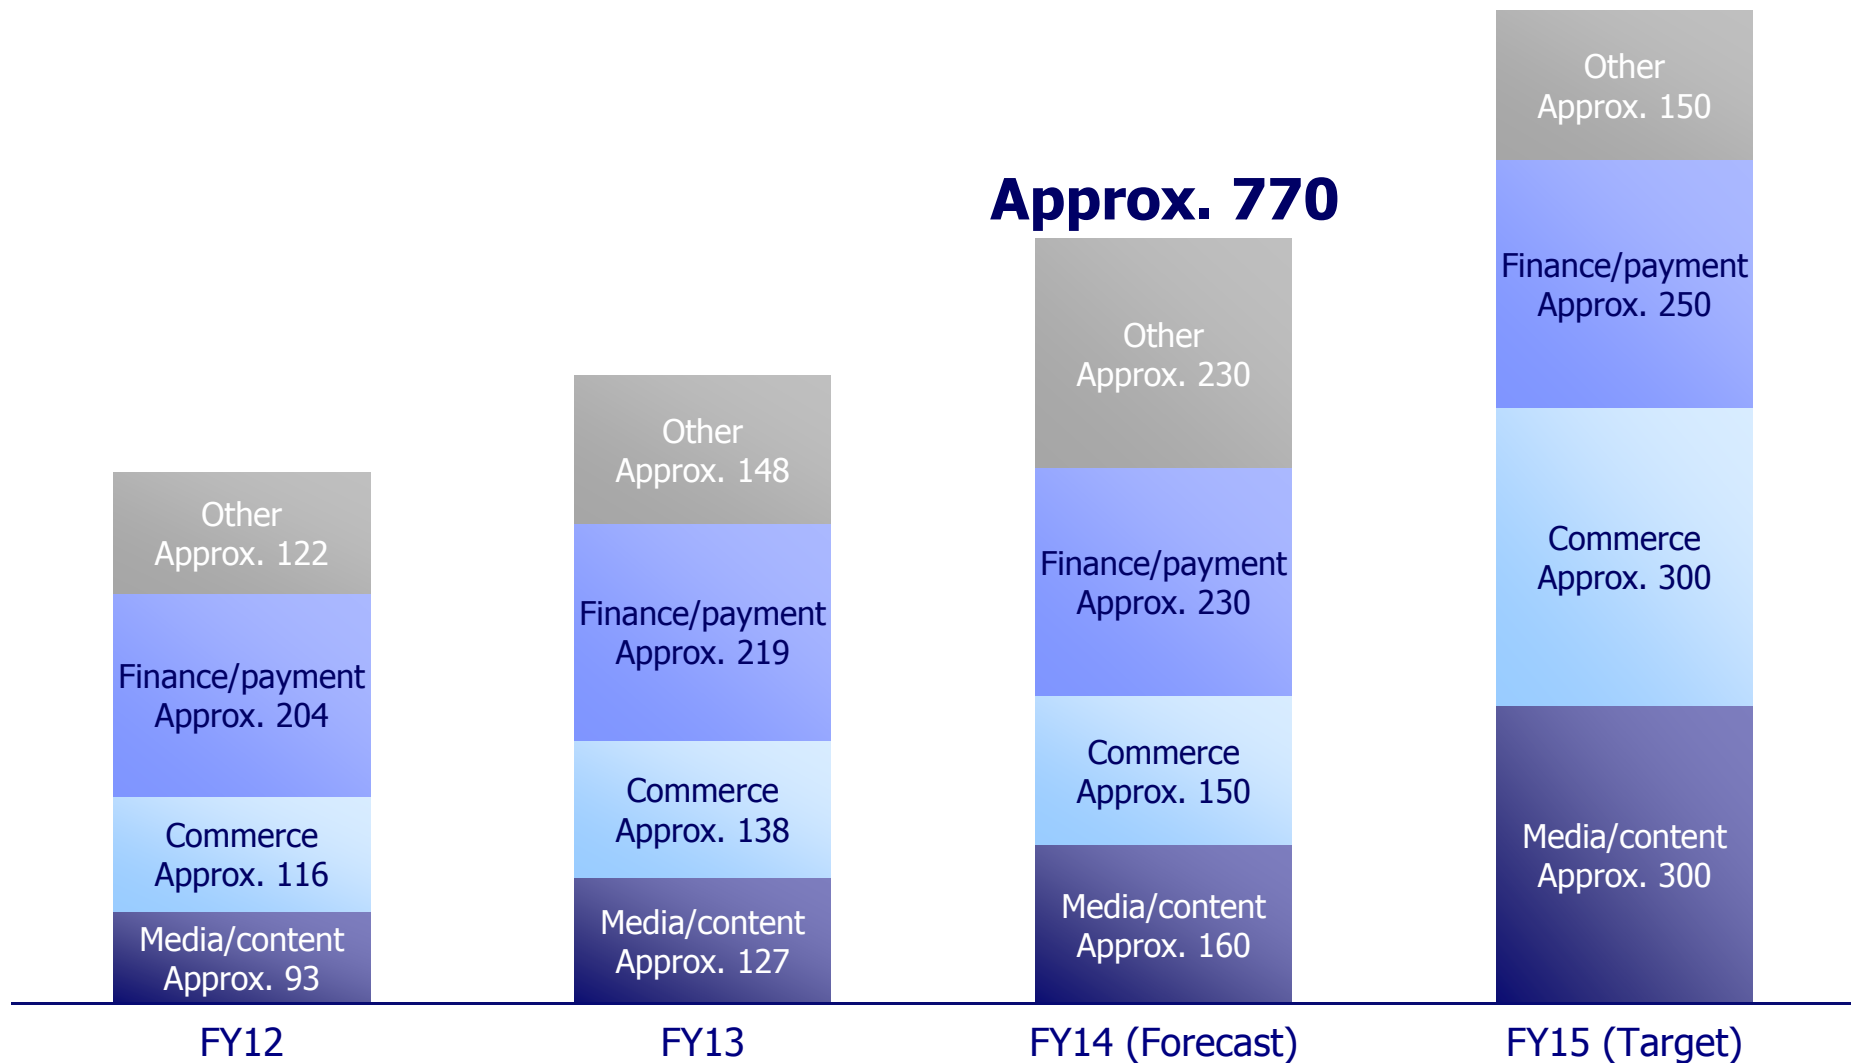 Other
Approx. 122
Finance/payment
Approx. 204
Commerce
Approx. 116
Media/content
Approx. 93
FY12
Other
Approx. 148
Finance/payment
Approx. 219
Commerce
Approx. 138
Media/content
Approx. 127
FY13
Approx. 770
Other
Approx. 230
Finance/payment
Approx. 230
Commerce
Approx. 150
Media/content
Approx. 160
FY14 (Forecast)
Other
Approx. 150
Finance/payment
Approx. 250
Commerce
Approx. 300
Media/content
Approx. 300
FY15 (Target)